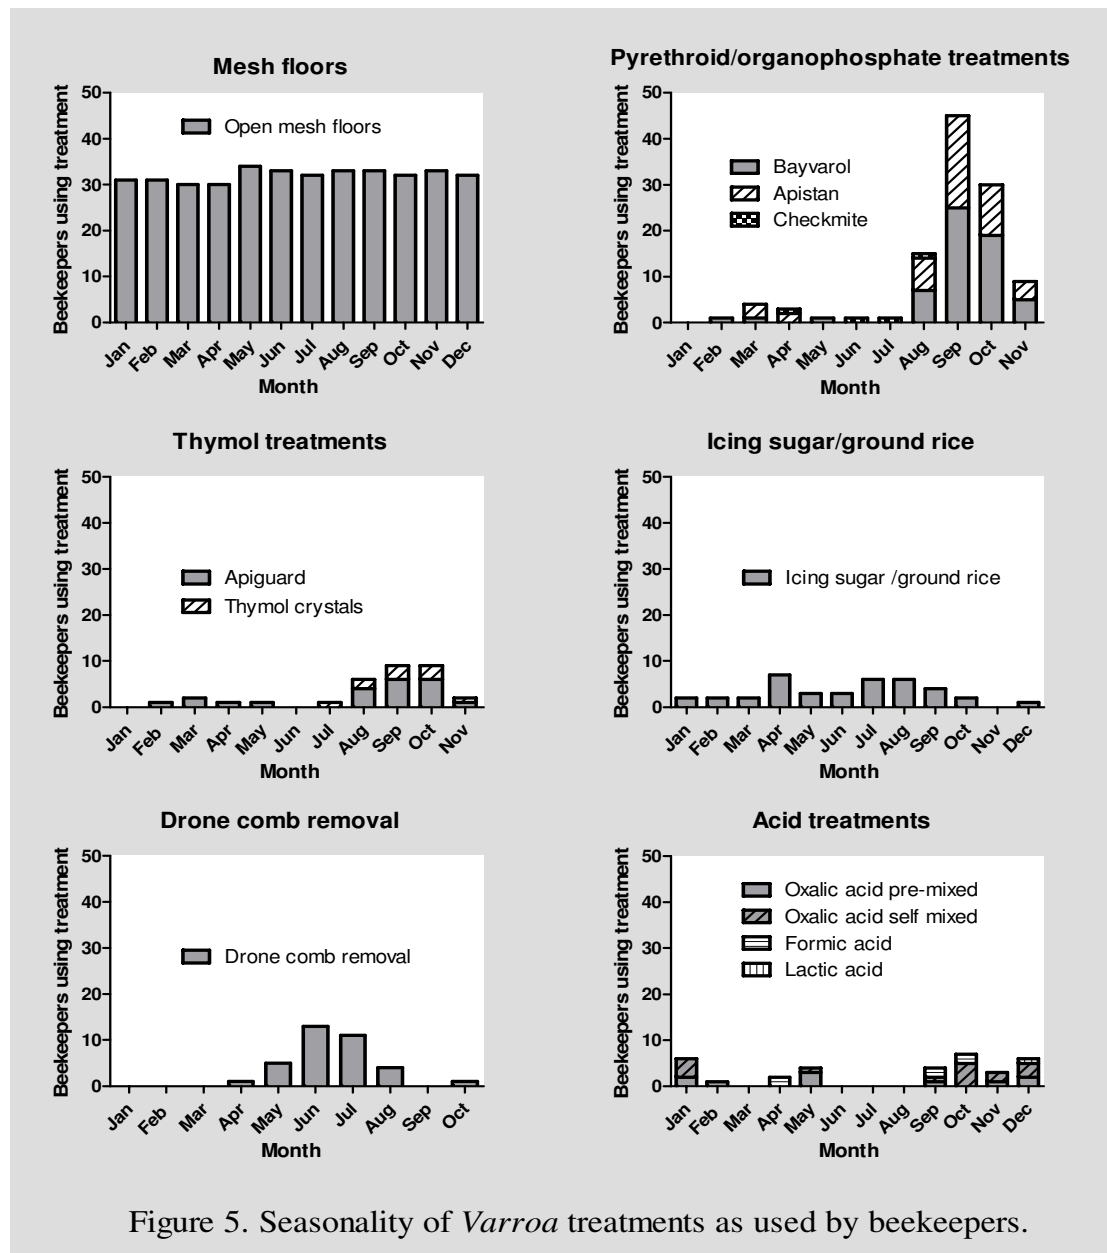 Mesh floors
50
40
30
20
10
0
Beekeepers using treatment
Open mesh floors
Jan Feb Mar Apr May Jun Jul Aug Sep Oct Nov Dec
Month
Pyrethroid/organophosphate treatments
50
40
30
20
10
0
Beekeepers using treatment
Bayvarol
Apistan
Checkmite
Jan Feb Mar Apr May Jun Jul Aug Sep Oct Nov
Month
Thymol treatments
50
40
30
20
10
0
Beekeepers using treatment
Apiguard
Thymol crystals
Jan Feb Mar Apr May Jun Jul Aug Sep Oct Nov
Month
Icing sugar/ground rice
50
40
30
20
10
0
Beekeepers using treatment
Icing sugar /ground rice
Jan Feb Mar Apr May Jun Jul Aug Sep Oct Nov Dec
Month
Drone comb removal
50
40
30
20
10
0
Beekeepers using treatment
Drone comb removal
Jan Feb Mar Apr May Jun Jul Aug Sep Oct
Month
Acid treatments
50
40
30
20
10
0
Beekeepers using treatment
Oxalic acid pre-mixed
Oxalic acid self mixed
Formic acid
Lactic acid
Jan Feb Mar Apr May Jun Jul Aug Sep Oct Nov Dec
Month
Figure 5. Seasonality of Varroa treatments as used by beekeepers.